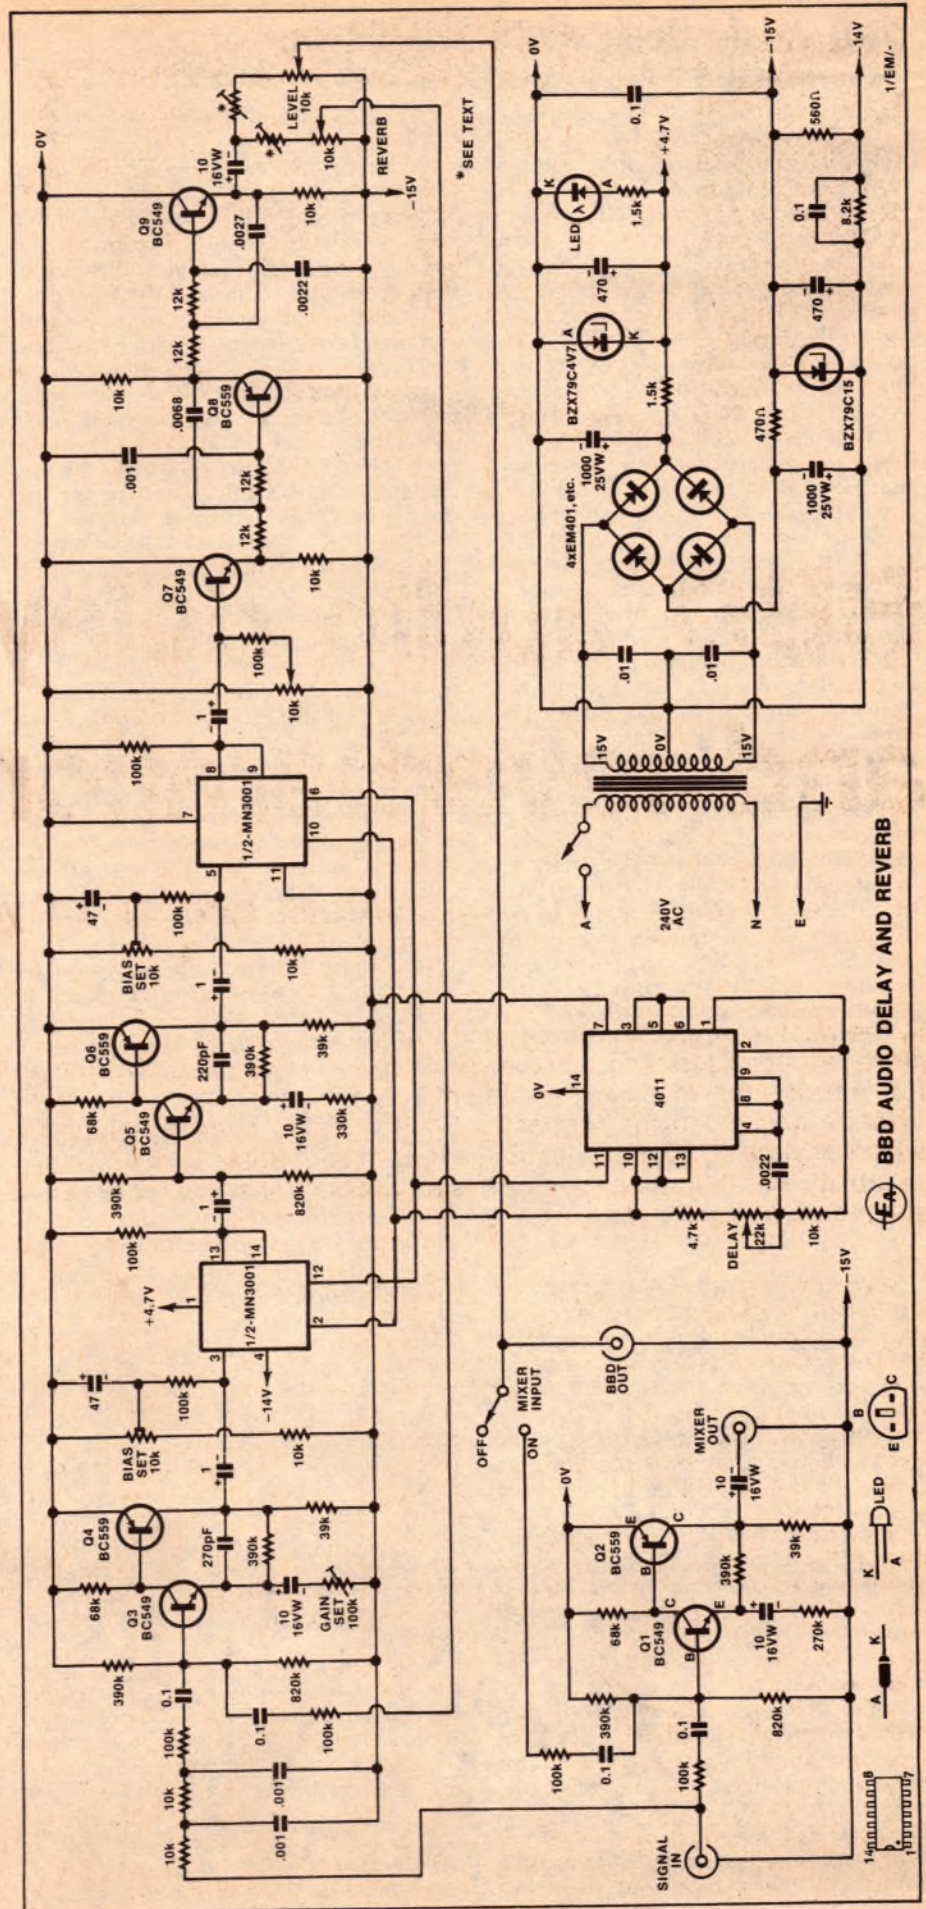 0V
Q9
BC549
10
16VW
+
-
*
*
LEVEL
10k
10k
REVERB
.0027
10k
-15V
*SEE TEXT
12k
.0022
12k
10k
.0068
Q8
BC559
.001
12k
12k
Q7
BC549
10k
100k
10k
1
-
+
100k
8
9
7
1/2-MN3001
6
10
5
11
47
+
-
100k
BIAS
SET
10k
10k
1
+
-
Q6
BC559
220pF
390k
39k
68k
Q5
BC549
10
16VW
+
-
330k
390k
1
+
-
820k
100k
13
14
+4.7V
1
1/2-MN3001
12
2
3
4
-14V
47
+
-
100k
BIAS
SET
10k
10k
1
+
-
Q4
BC559
270pF
390k
39k
68k
Q3
BC549
10
16VW
+
-
GAIN
SET
100k
390k
0.1
820k
0.1
100k
100k
10k
.001
10k
.001
0V
K
A
LED
λ
1.5k
0.1
+4.7V
-15V
560Ω
-14V
1/EM/-
0.1
8.2k
470
-
+
470
-
+
A
K
BZX79C4V7
1.5k
470Ω
BZX79C15
1000
25VW
-
+
1000
25VW
-
+
4xEM401,etc.
.01
.01
15V
0V
15V
A
240V
AC
N
E
0V
14
7
3
5
6
1
4011
2
9
8
4
11
10
12
13
.0022
4.7k
DELAY
22k
10k
EA BBD AUDIO DELAY AND REVERB
-15V
OFF
MIXER
INPUT
ON
BBD
OUT
MIXER
OUT
10
16VW
+
-
0V
Q2
BC559
E
B
C
39k
390k
68k
Q1
BC549
C
B
E
10
16VW
+
-
270k
390k
0.1
100k
0.1
100k
820k
SIGNAL
IN
14
8
1
7
A
K
K
A
LED
E
B
C